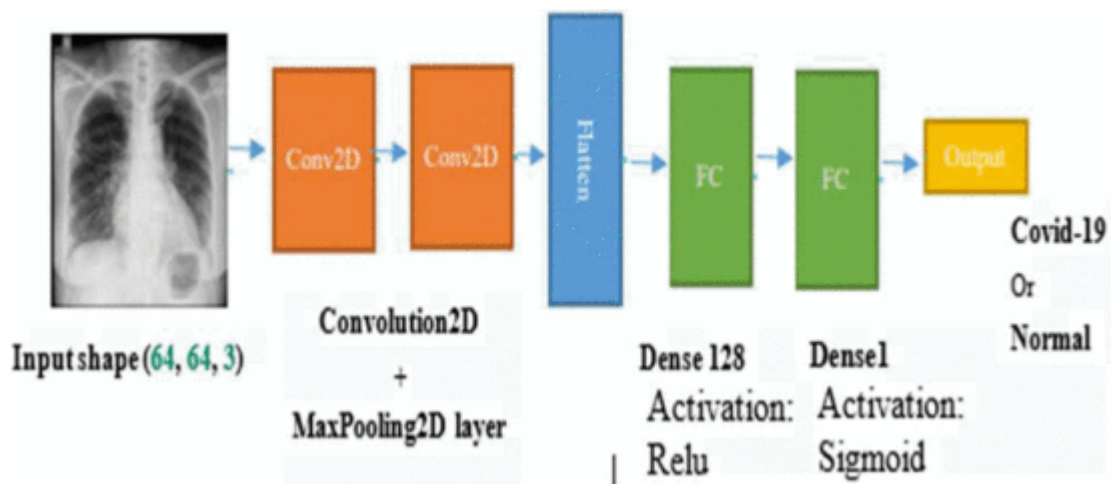 Conv2D
Conv2D
Flatten
FC
FC
Output
Covid-19
Or
Normal
Input shape (64, 64, 3)
Convolution2D
+
MaxPooling2D layer
Dense 128
Activation:
Relu
Dense1
Activation:
Sigmoid